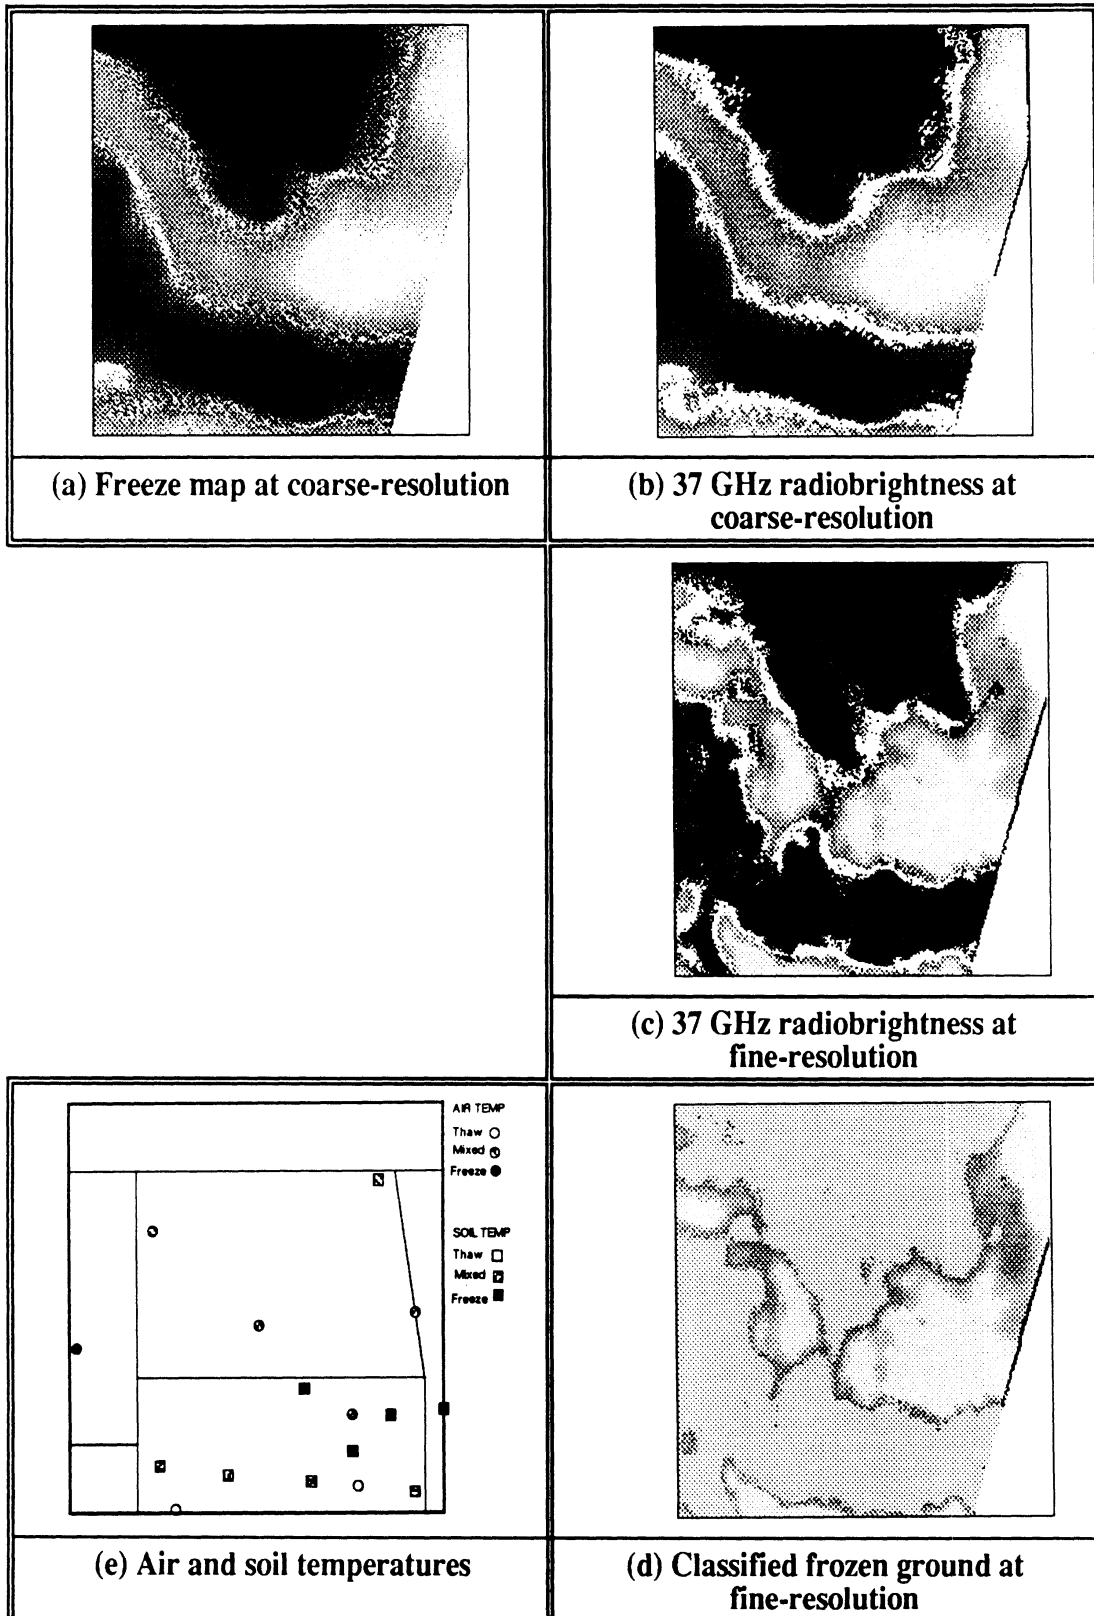 (a) Freeze map at coarse-resolution
(b) 37 GHz radiobrightness at
coarse-resolution
(c) 37 GHz radiobrightness at
fine-resolution
AIR TEMP
Thaw
Mixed
Freeze
SOIL TEMP
Thaw
Mixed
Freeze
(e) Air and soil temperatures
(d) Classified frozen ground at
fine-resolution